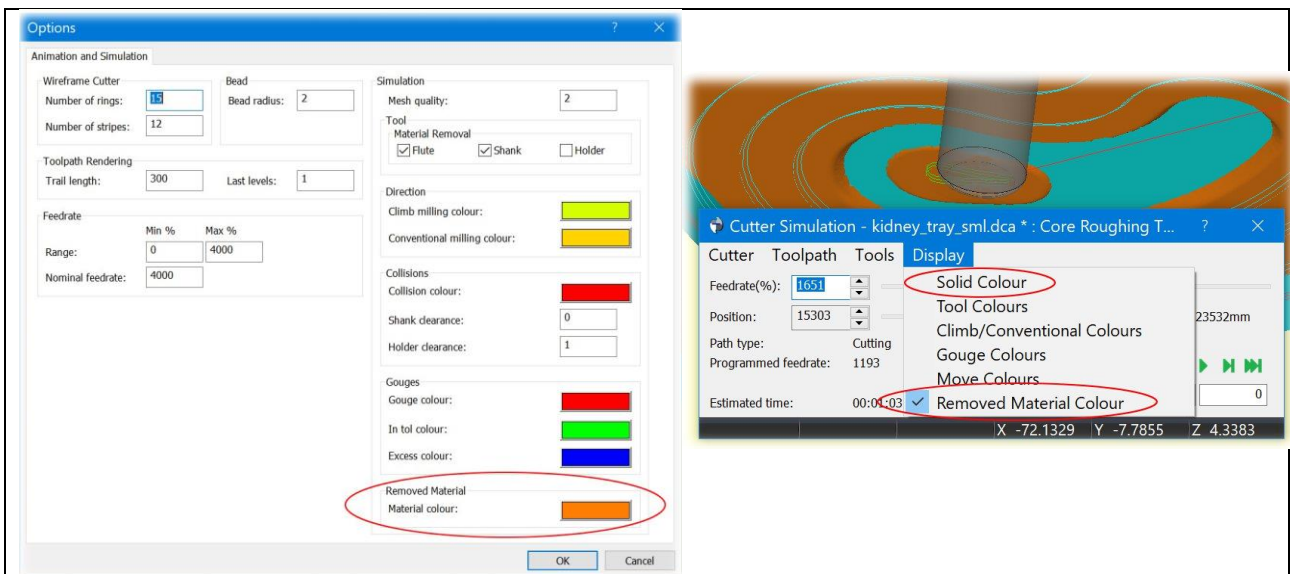 Options
Animation and Simulation
Wireframe Cutter
Number of rings: 15
Number of stripes: 12
Bead
Bead radius: 2
Toolpath Rendering
Trail length: 300 Last levels: 1
Feedrate
Min % Max %
Range: 0 4000
Nominal feedrate: 4000
Simulation
Mesh quality: 2
Tool
Material Removal
Flute Shank Holder
Direction
Climb milling colour:
Conventional milling colour:
Collisions
Collision colour:
Shank clearance: 0
Holder clearance: 1
Gouges
Gouge colour:
In tol colour:
Excess colour:
Removed Material
Material colour:
OK Cancel
Cutter Simulation - kidney_tray_sml.dca * : Core Roughing T...
Cutter Toolpath Tools Display
Feedrate(%): 1651
Position: 15303 23532mm
Path type: Cutting
Programmed feedrate: 1193
Estimated time: 00:01:03 0
Solid Colour
Tool Colours
Climb/Conventional Colours
Gouge Colours
Move Colours
Removed Material Colour
X -72.1329 Y -7.7855 Z 4.3383